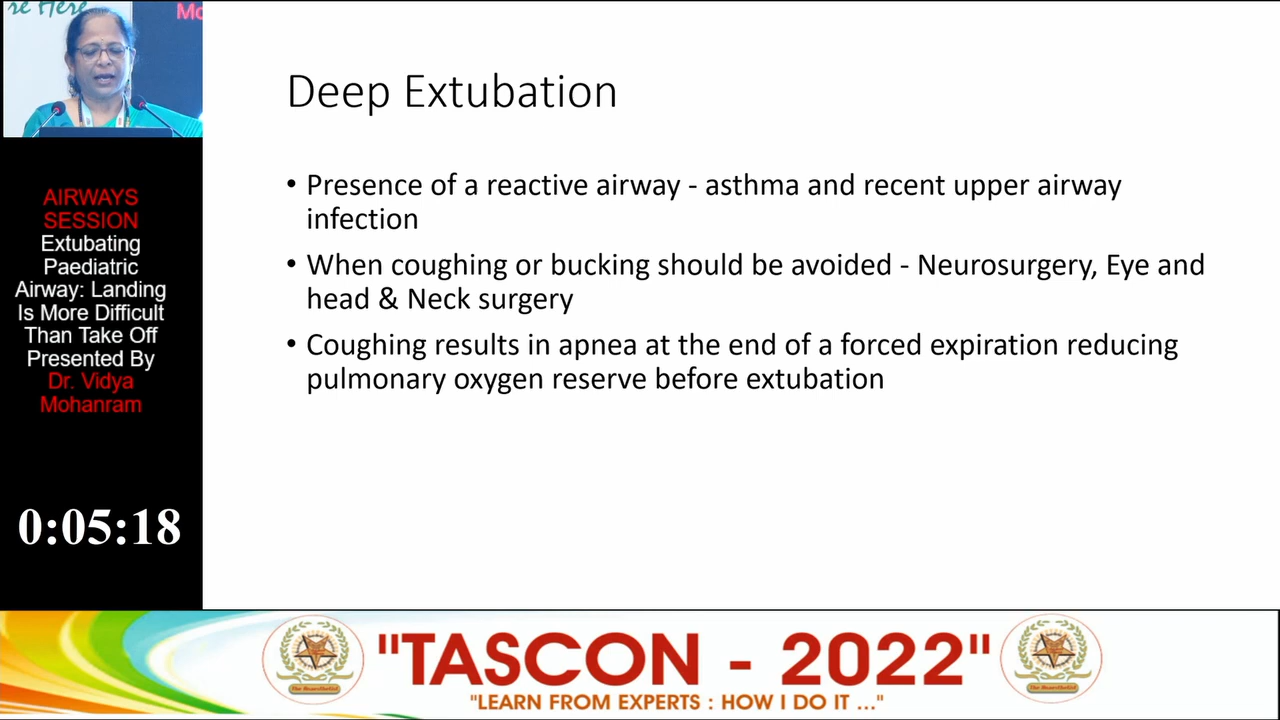 re Here
Mo
AIRWAYS
SESSION
Extubating
Paediatric
Airway: Landing
Is More Difficult
Than Take Off
Presented By
Dr. Vidya
Mohanram
0:05:18
Deep Extubation
• Presence of a reactive airway - asthma and recent upper airway
infection
• When coughing or bucking should be avoided - Neurosurgery, Eye and
head & Neck surgery
• Coughing results in apnea at the end of a forced expiration reducing
pulmonary oxygen reserve before extubation
"TASCON - 2022"
"LEARN FROM EXPERTS : HOW I DO IT ..."